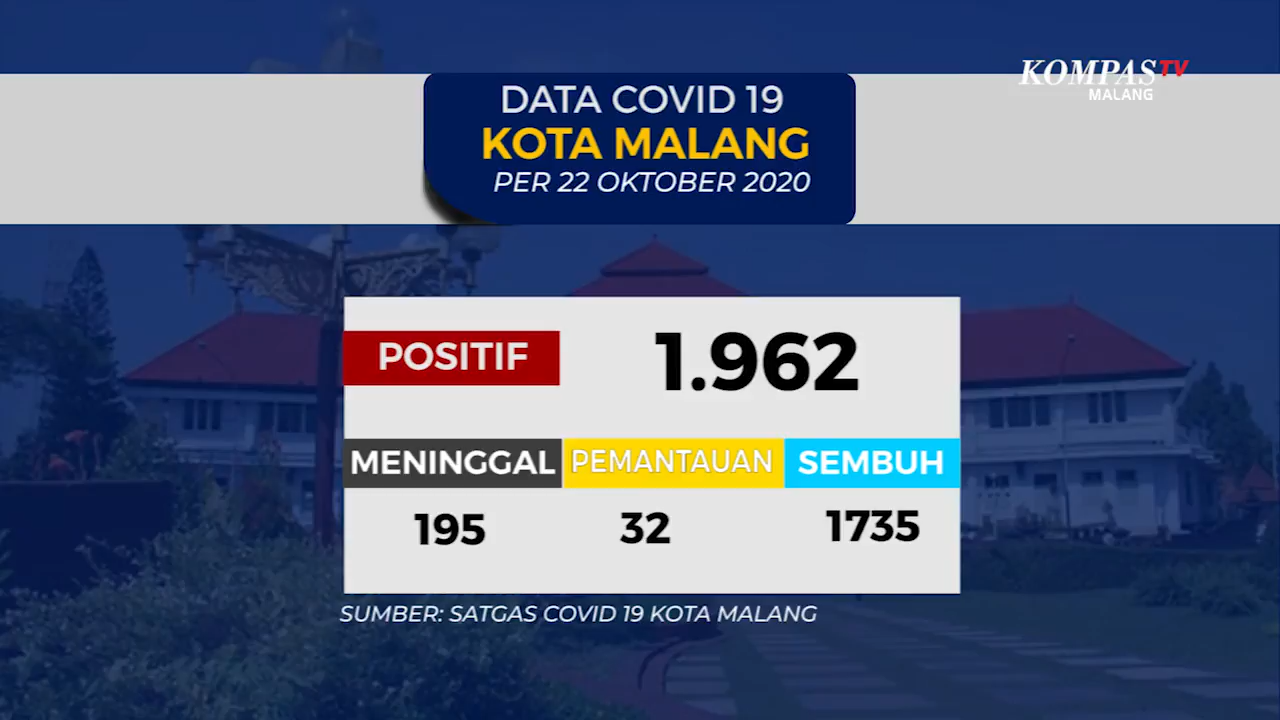 KOMPASTV
MALANG
DATA COVID 19
KOTA MALANG
PER 22 OKTOBER 2020
POSITIF 1.962
MENINGGAL PEMANTAUAN SEMBUH
195 32 1735
SUMBER: SATGAS COVID 19 KOTA MALANG